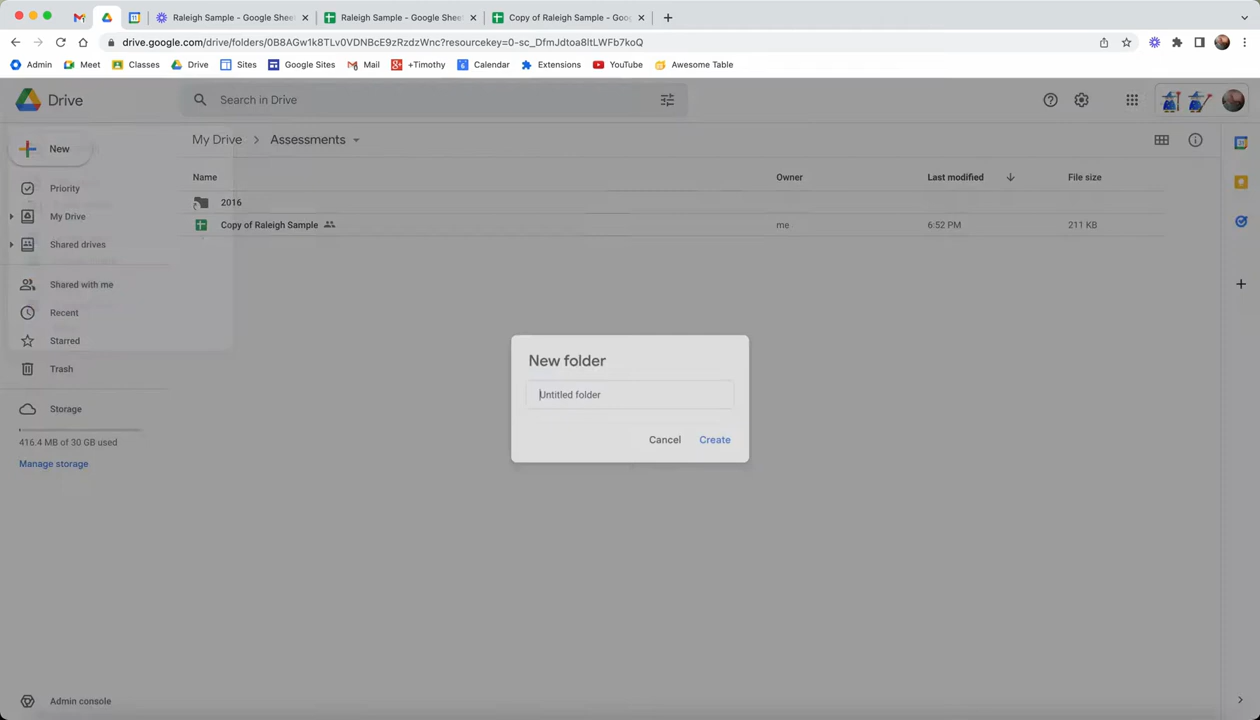 Raleigh Sample - Google Shee
Raleigh Sample - Google Shee
Copy of Raleigh Sample - Goo
drive.google.com/drive/folders/0B8AGw1k8TLv0VDNBcE9zRzdzWnc?resourcekey=0-sc_DfmJdtoa8ltLWFb7koQ
Admin
Meet
Classes
Drive
Sites
Google Sites
Mail
+Timothy
Calendar
Extensions
YouTube
Awesome Table
Drive
Search in Drive
My Drive
Assessments
New
Name
Owner
Last modified
File size
2016
Copy of Raleigh Sample
me
6:52 PM
211 KB
Priority
My Drive
Shared drives
Shared with me
Recent
Starred
Trash
Storage
416.4 MB of 30 GB used
Manage storage
New folder
Untitled folder
Cancel
Create
Admin console